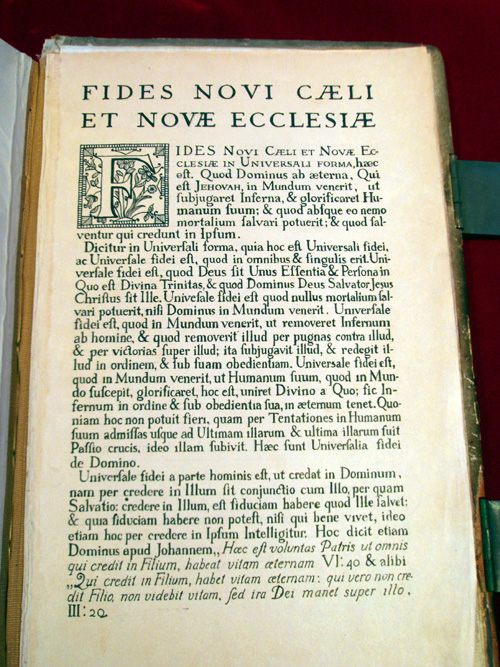 FIDES NOVI CÆLI
ET NOVÆ ECCLESIÆ
FIDES NOVI CÆLI ET NOVÆ EC-
CLESIÆ IN UNIVERSALI FORMA, hæc
eſt. Quod Dominus ab æterna, Qui
eſt JEHOVAH, in Mundum venerit, ut
ſubjugaret Inferna, & glorificaret Hu-
manum ſuum; & quod abſque eo nemo
mortalium ſalvari potuerit; & quod ſal-
ventur qui credunt in Ipſum.
Dicitur in Univerſali forma, quia hoc eſt Universali fidei,
ac Univerſale fidei eſt, quod in omnibus & ſingulis erit. Uni-
verſale fidei eſt, quod Deus ſit Unus Eſſentia & Perſona in
Quo eſt Divina Trinitas, & quod Dominus Deus Salvator Jesus
Chriſtus ſit Ille. Univeſale fidei eſt quod nullus mortalium ſal-
vari potuerit, niſi Dominus in Mundum venerit. Univerſale
fidei eſt, quod in Mundum venerit, ut removeret Infernum
ab homine, & quod removerit illud per pugnas contra illud,
& per victorias ſuper illud; ita ſubjugavit illud, & redegit il-
lud in ordinem, & ſub ſuam obedientiam. Universale fidei eſt,
quod in Mundum venerit, ut Humanum ſuum, quod in Mun-
do ſuſcepit, glorificaret, hoc eſt, uniret Divino a Quo; ſic In-
fernum in ordine & ſub obedientia ſua, in æternum tenet. Quo-
niam hoc non potuit fieri, quam per Tentationes in Humanum
ſuum admiſſas uſque ad Ultimam illarum & ultima illarum fuit
Paſſio crucis, ideo illam ſubivit. Hæc ſunt Univerſalia fidei
de Domino.
Univerſale fidei a parte hominis eſt, ut credat in Dominum,
nam per credere in Illum fit conjunctio cum Illo, per quam
Salvatio: credere in Illum, eſt fiduciam habere quod Ille ſalvet;
& quia fiduciam habere non poteſt, niſi qui bene vivet, ideo
etiam hoc per credere in Ipſum Intelligitur. Hoc dicit etiam
Dominus apud Johannem,, Hæc eſt voluntas Patris ut omnis
qui credit in Filium, habeat vitam æternam VI: 40 & alibi
„Qui credit in Filium, habet vitam æternam; qui vero non cre-
dit Filio, non videbit vitam, ſed ira Dei manet super illo,
III: 20